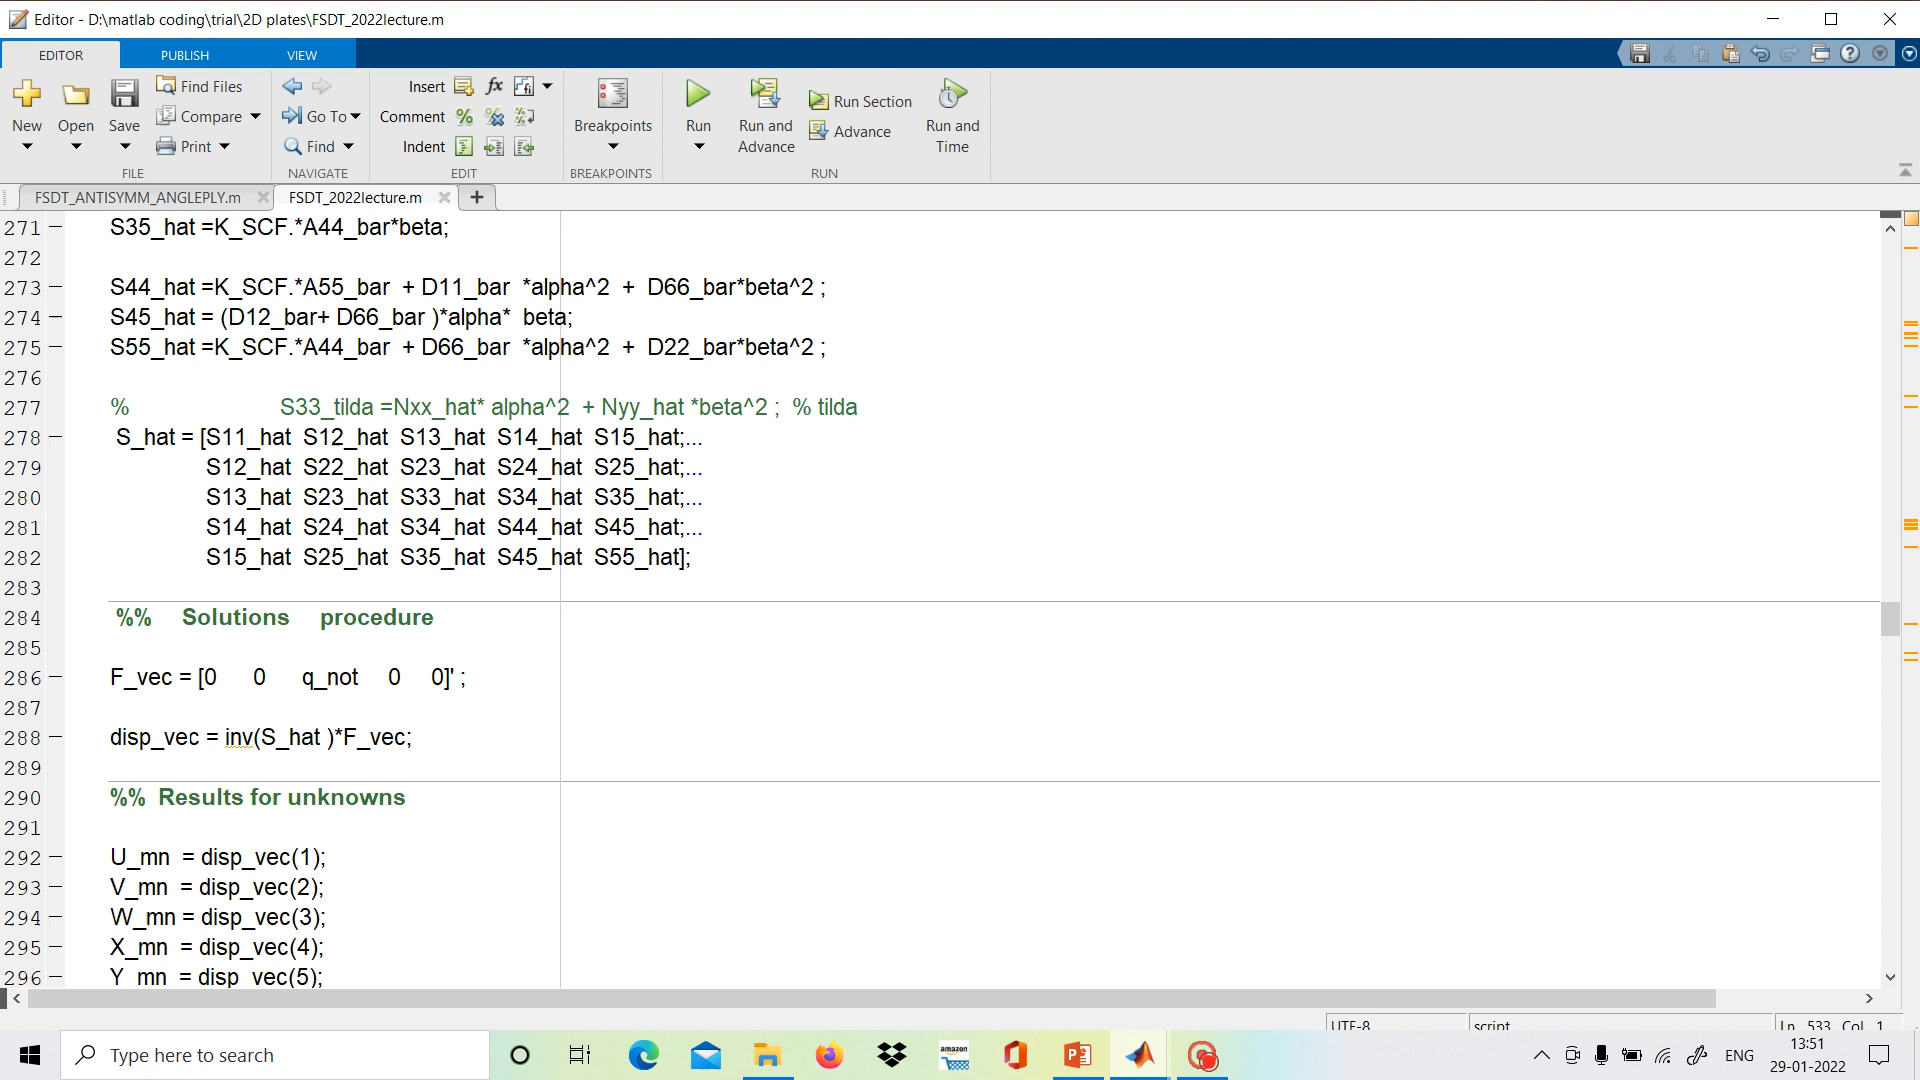 Editor - D:\matlab coding\trial\2D plates\FSDT_2022lecture.m
EDITOR PUBLISH VIEW
New Open Save Find Files Compare Print Go To Find Insert Comment Indent Breakpoints Run Run and Advance Run Section Advance Run and Time
FILE NAVIGATE EDIT BREAKPOINTS RUN
FSDT_ANTISYMM_ANGLEPLY.m FSDT_2022lecture.m
271 S35_hat =K_SCF.*A44_bar*beta;
272
273 S44_hat =K_SCF.*A55_bar + D11_bar *alpha^2 + D66_bar*beta^2 ;
274 S45_hat = (D12_bar+ D66_bar )*alpha* beta;
275 S55_hat =K_SCF.*A44_bar + D66_bar *alpha^2 + D22_bar*beta^2 ;
276
277 % S33_tilda =Nxx_hat* alpha^2 + Nyy_hat *beta^2 ; % tilda
278 S_hat = [S11_hat S12_hat S13_hat S14_hat S15_hat;...
279 S12_hat S22_hat S23_hat S24_hat S25_hat;...
280 S13_hat S23_hat S33_hat S34_hat S35_hat;...
281 S14_hat S24_hat S34_hat S44_hat S45_hat;...
282 S15_hat S25_hat S35_hat S45_hat S55_hat];
283
284 %% Solutions procedure
285
286 F_vec = [0 0 q_not 0 0]' ;
287
288 disp_vec = inv(S_hat )*F_vec;
289
290 %% Results for unknowns
291
292 U_mn = disp_vec(1);
293 V_mn = disp_vec(2);
294 W_mn = disp_vec(3);
295 X_mn = disp_vec(4);
296 Y_mn = disp_vec(5);
UTF-8 script Ln 533 Col 1
Type here to search
amazon
ENG
13:51
29-01-2022